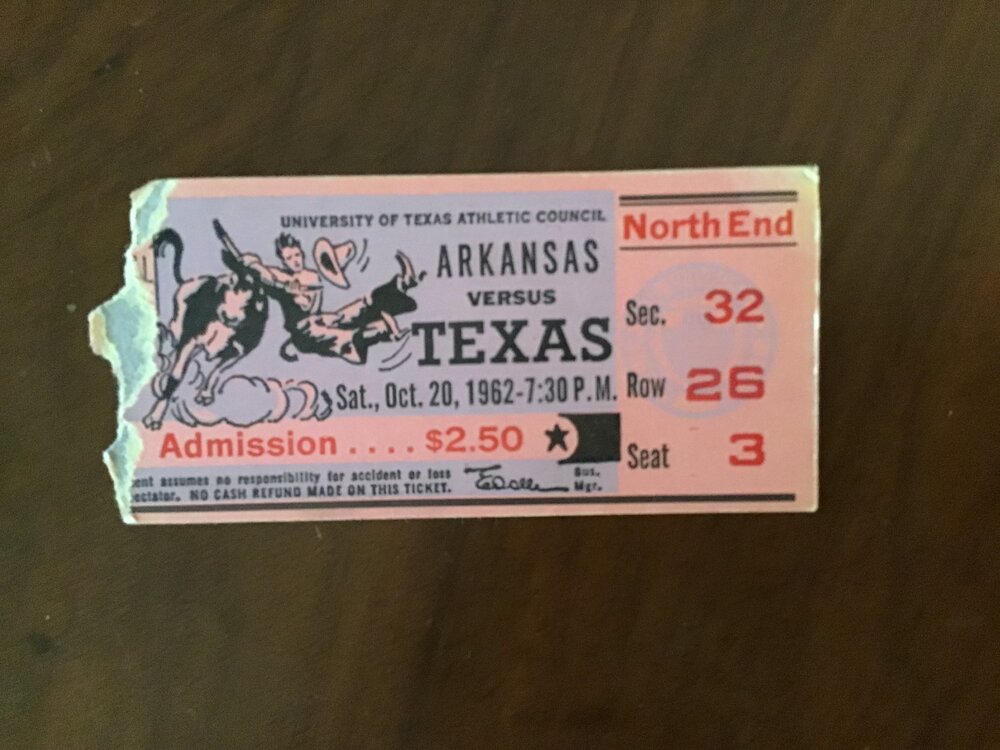 UNIVERSITY OF TEXAS ATHLETIC COUNCIL
ARKANSAS
VERSUS
TEXAS
Sat., Oct. 20, 1962-7:30 P.M.
Admission .... $2.50
ent assumes no responsibility for accident or loss
ectator. NO CASH REFUND MADE ON THIS TICKET.
Bus.
Mgr.
North End
Sec. 32
Row 26
Seat 3